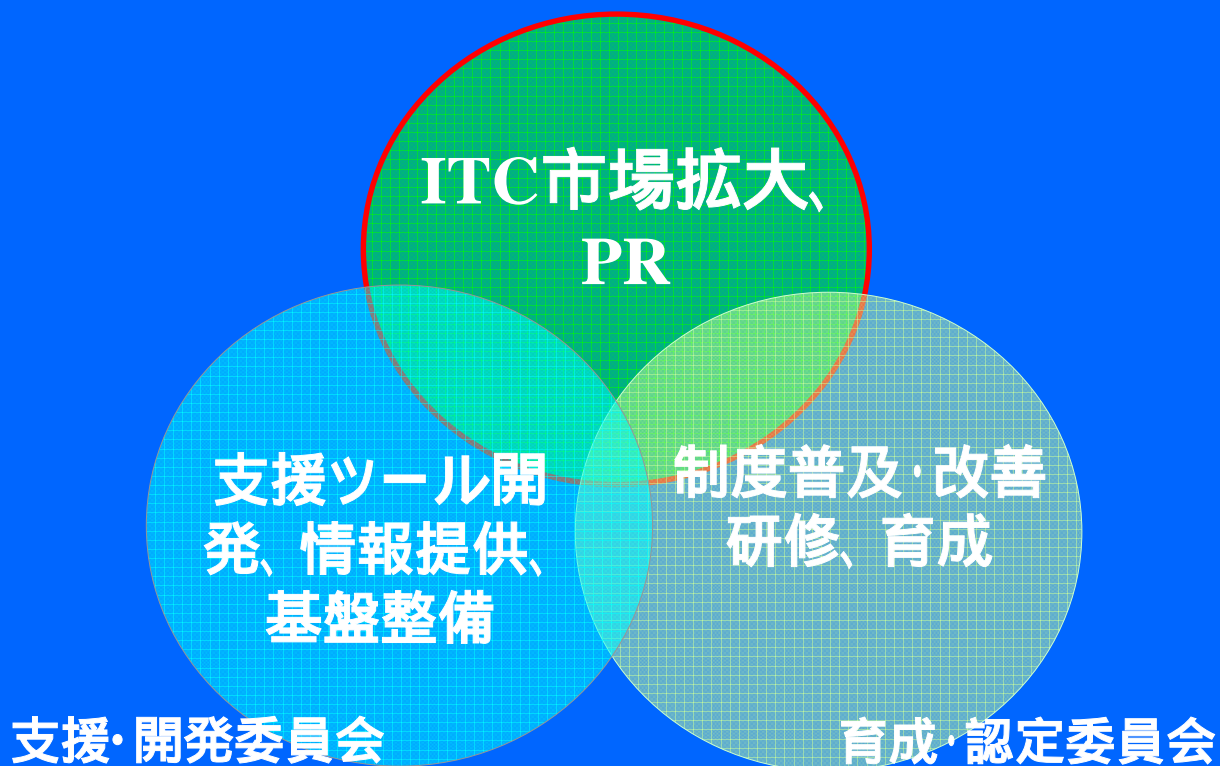 ITC市場拡大、
PR
支援ツール開
発、情報提供、
基盤整備
制度普及・改善
研修、育成
支援・開発委員会
育成・認定委員会